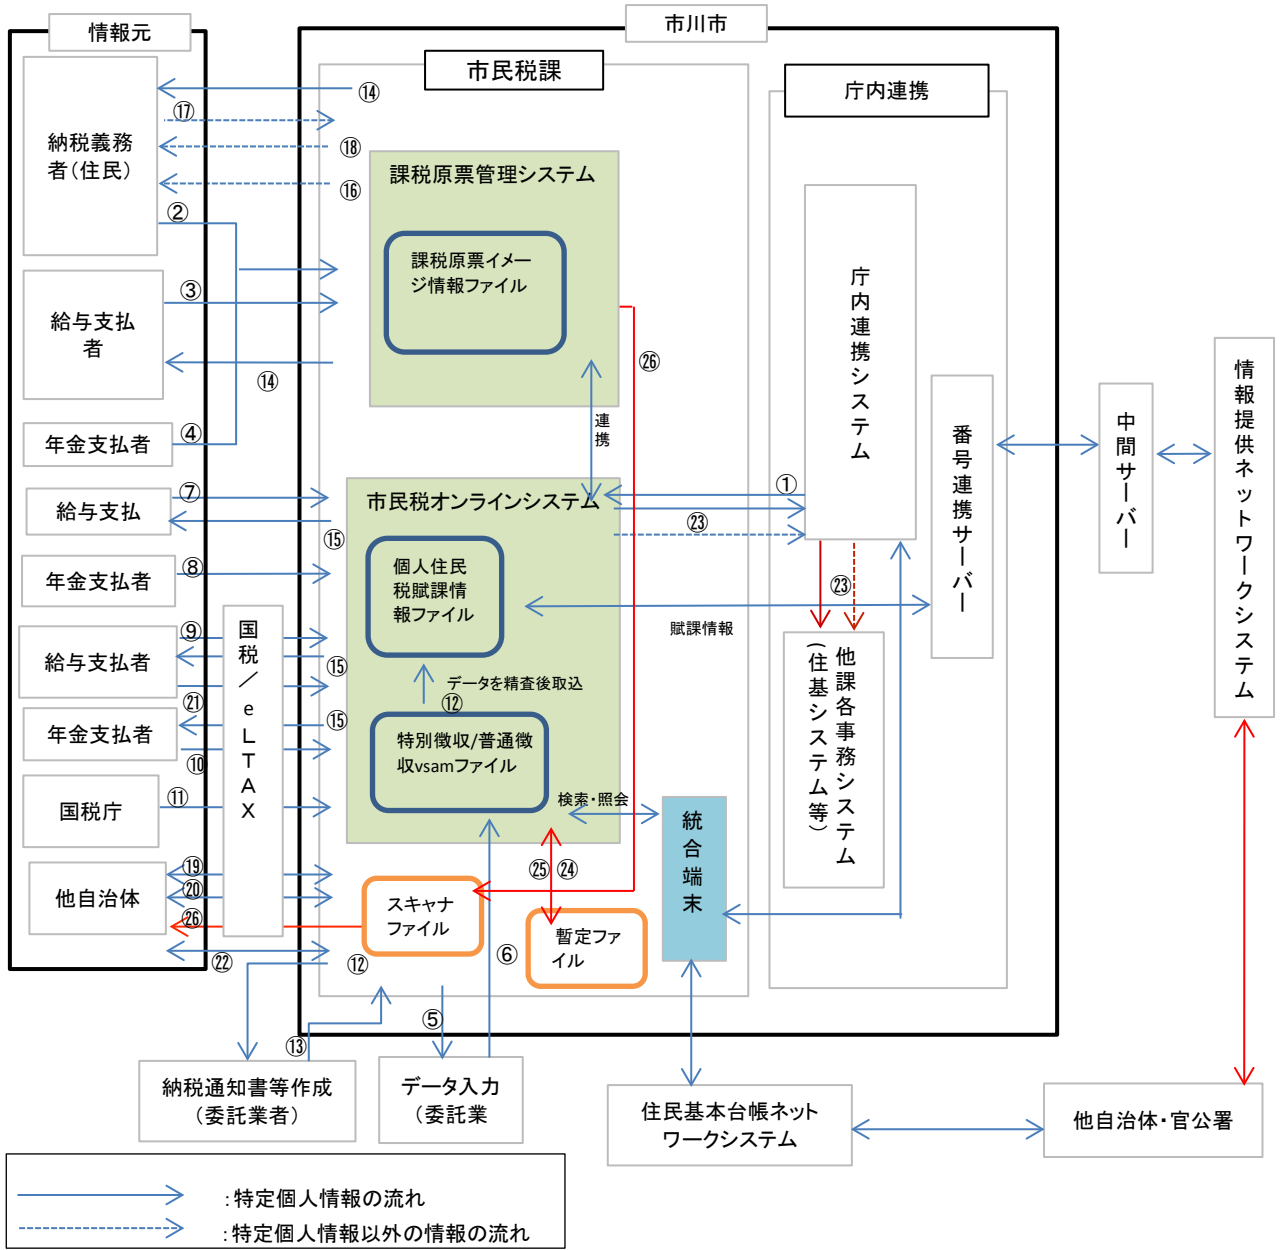 情報元
市川市
市民税課
庁内連携
納税義務
者(住民)
⑭
⑰
⑱
⑯
②
課税原票管理システム
課税原票イメー
ジ情報ファイル
給与支払
者
③
⑭
㉖
連
携
年金支払者
④
給与支払
⑦
⑮
年金支払者
⑧
給与支払者
⑨
⑮
㉑
年金支払者
⑮
⑩
国税庁
⑪
他自治体
⑲
⑳
㉖
㉒
国税/eLTAX
市民税オンラインシステム
個人住民
税賦課情
報ファイル
データを精査後取込
⑫
特別徴収/普通徴
収vsamファイル
検索・照会
㉕
㉔
スキャナ
ファイル
暫定ファ
イル
⑥
⑫
⑤
⑬
統合端末
①
㉓
㉓
賦課情報
庁内連携システム
番号連携サーバー
他課各事務システム
(住基システム等)
中間サーバー
情報提供ネットワークシステム
納税通知書等作成
(委託業者)
データ入力
(委託業
住民基本台帳ネット
ワークシステム
他自治体・官公署
:特定個人情報の流れ
:特定個人情報以外の情報の流れ